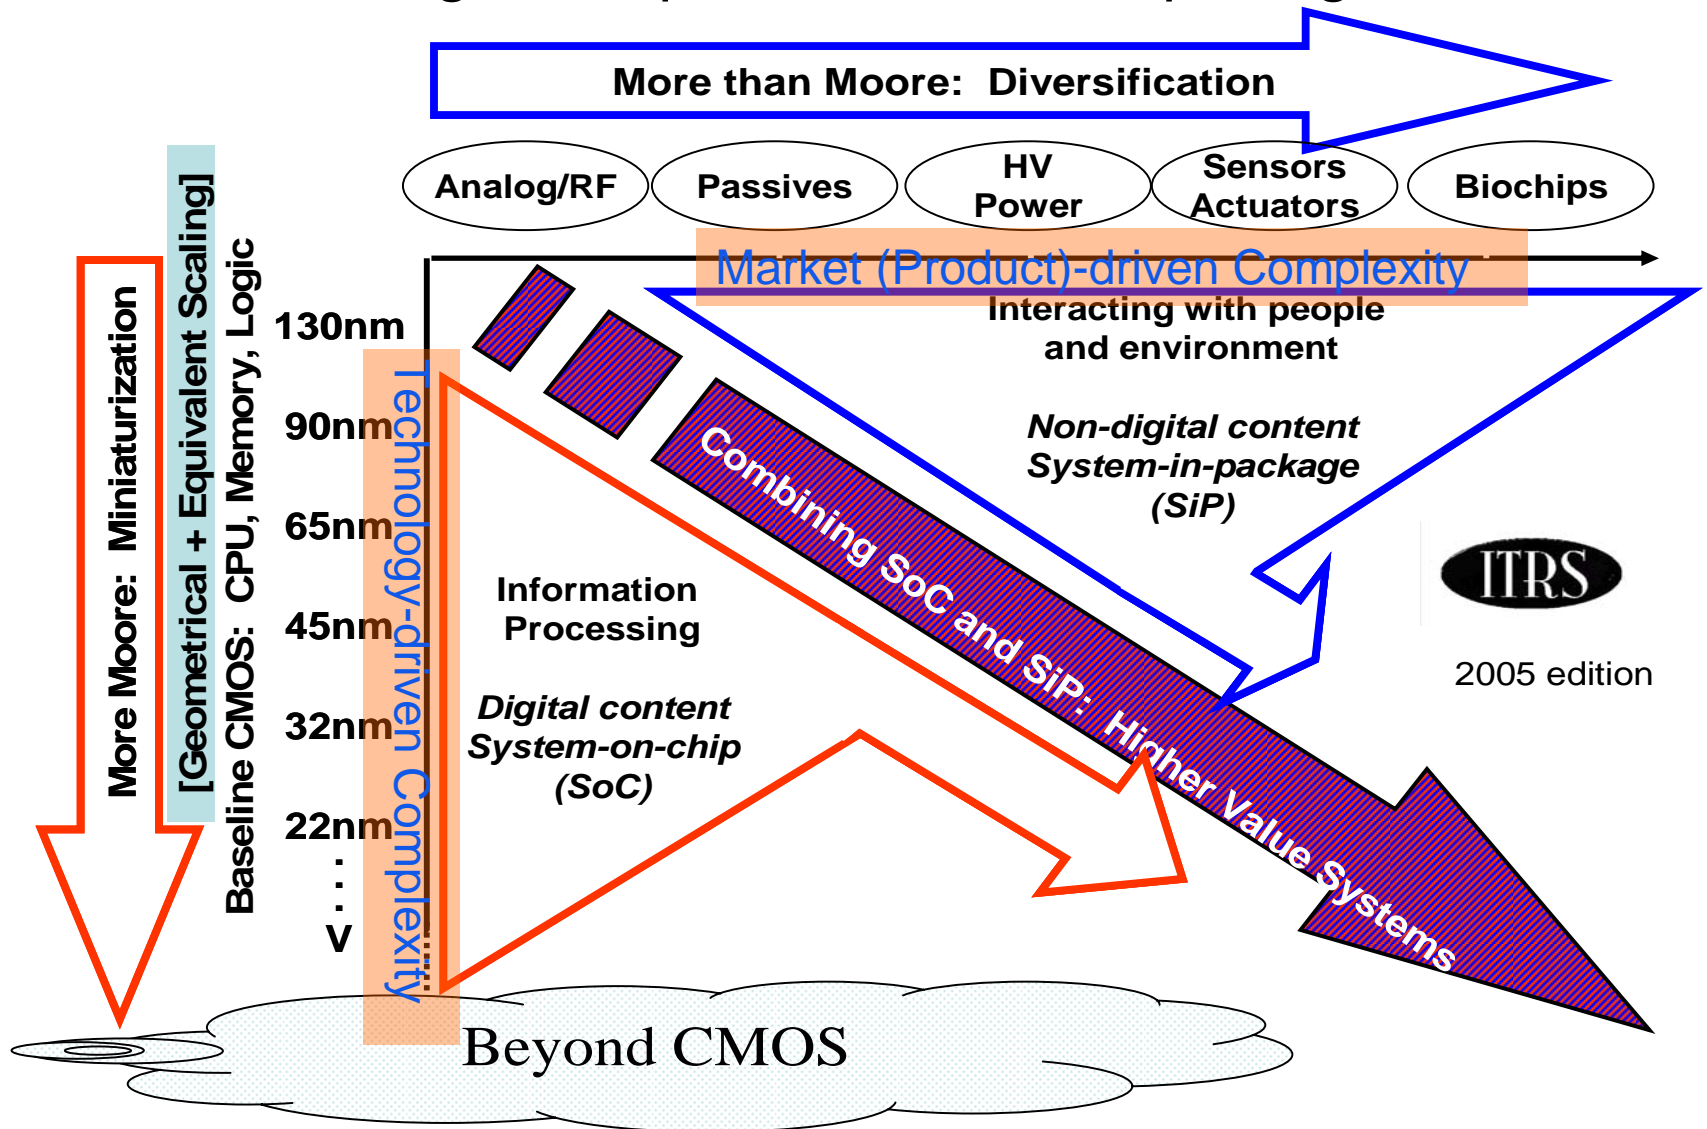 More than Moore: Diversification
Analog/RF
Passives
HV
Power
Sensors
Actuators
Biochips
Market (Product)-driven Complexity
Interacting with people
and environment
Non-digital content
System-in-package
(SiP)
More Moore: Miniaturization
[Geometrical + Equivalent Scaling]
Baseline CMOS: CPU, Memory, Logic
130nm
90nm
65nm
45nm
32nm
22nm
V
Technology-driven Complexity
Information
Processing
Digital content
System-on-chip
(SoC)
Combining SoC and SiP: Higher Value Systems
ITRS
2005 edition
Beyond CMOS